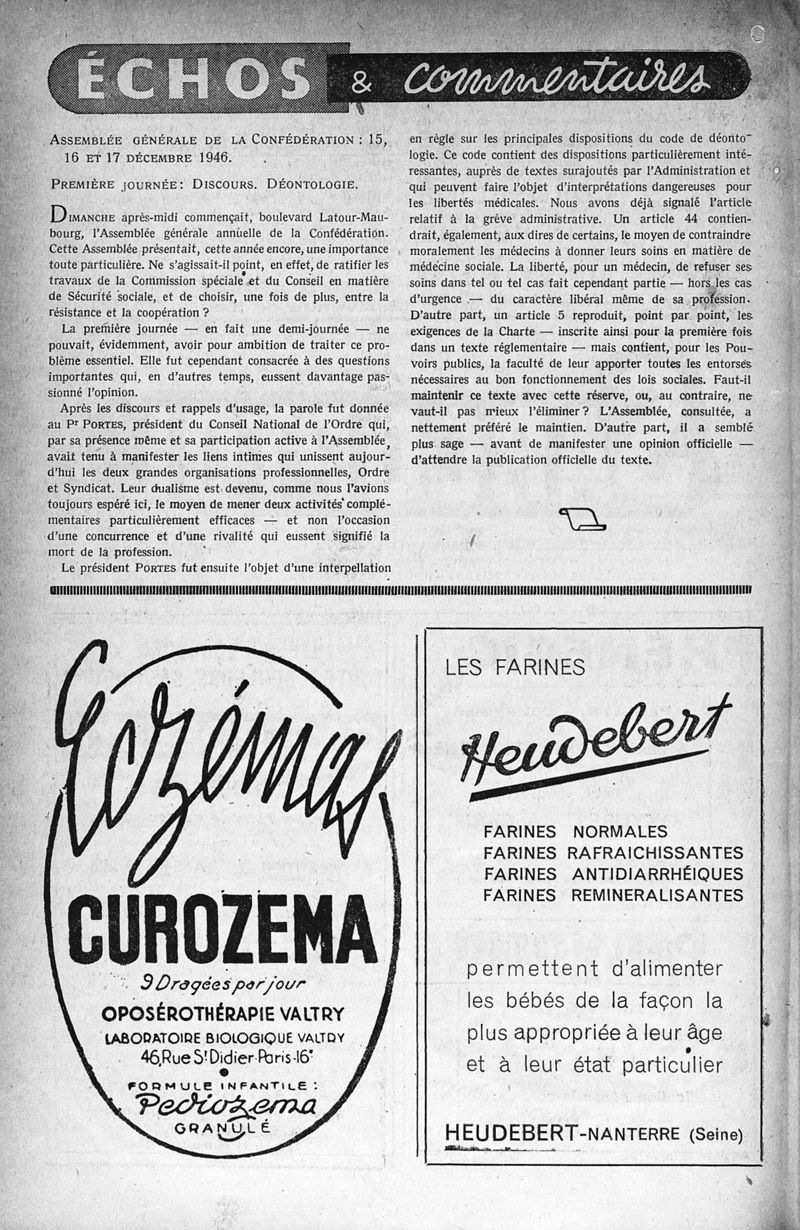 ÉCHOS & commentaires
ASSEMBLÉE GÉNÉRALE DE LA CONFÉDÉRATION : 15,
16 ET 17 DÉCEMBRE 1946.
PREMIÈRE JOURNÉE: DISCOURS. DÉONTOLOGIE.
DIMANCHE après-midi commençait, boulevard Latour-Mau-
bourg, l'Assemblée générale annuelle de la Confédération.
Cette Assemblée présentait, cette année encore, une importance
toute particulière. Ne s'agissait-il point, en effet, de ratifier les
travaux de la Commission spéciale et du Conseil en matière
de Sécurité sociale, et de choisir, une fois de plus, entre la
résistance et la coopération ?
La première journée — en fait une demi-journée — ne
pouvait, évidemment, avoir pour ambition de traiter ce pro-
blème essentiel. Elle fut cependant consacrée à des questions
importantes qui, en d'autres temps, eussent davantage pas-
sionné l'opinion.
Après les discours et rappels d'usage, la parole fut donnée
au Pr PORTES, président du Conseil National de l'Ordre qui,
par sa présence même et sa participation active à l'Assemblée,
avait tenu à manifester les liens intimes qui unissent aujour-
d'hui les deux grandes organisations professionnelles, Ordre
et Syndicat. Leur dualisme est devenu, comme nous l'avions
toujours espéré ici, le moyen de mener deux activités complé-
mentaires particulièrement efficaces — et non l'occasion
d'une concurrence et d'une rivalité qui eussent signifié la
mort de la profession.
Le président PORTES fut ensuite l'objet d'une interpellation
en règle sur les principales dispositions du code de déonto-
logie. Ce code contient des dispositions particulièrement inté-
ressantes, auprès de textes surajoutés par l'Administration et
qui peuvent faire l'objet d'interprétations dangereuses pour
les libertés médicales. Nous avons déjà signalé l'article
relatif à la grève administrative. Un article 44 contien-
drait, également, aux dires de certains, le moyen de contraindre
moralement les médecins à donner leurs soins en matière de
médecine sociale. La liberté, pour un médecin, de refuser ses
soins dans tel ou tel cas fait cependant partie — hors les cas
d'urgence — du caractère libéral même de sa profession.
D'autre part, un article 5 reproduit, point par point, les
exigences de la Charte — inscrite ainsi pour la première fois
dans un texte réglementaire — mais contient, pour les Pou-
voirs publics, la faculté de leur apporter toutes les entorses
nécessaires au bon fonctionnement des lois sociales. Faut-il
maintenir ce texte avec cette réserve, ou, au contraire, ne
vaut-il pas mieux l'éliminer ? L'Assemblée, consultée, a
nettement préféré le maintien. D'autre part, il a semblé
plus sage — avant de manifester une opinion officielle —
d'attendre la publication officielle du texte.
Eczémas
CUROZEMA
9 Dragées par jour
OPOSÉROTHÉRAPIE VALTRY
LABORATOIRE BIOLOGIQUE VALTRY
46, Rue St Didier-Paris-16e
FORMULE INFANTILE :
Pediozema
GRANULÉ
LES FARINES
Heudebert
FARINES NORMALES
FARINES RAFRAICHISSANTES
FARINES ANTIDIARRHÉIQUES
FARINES REMINERALISANTES
permettent d'alimenter
les bébés de la façon la
plus appropriée à leur âge
et à leur état particulier
HEUDEBERT-NANTERRE (Seine)